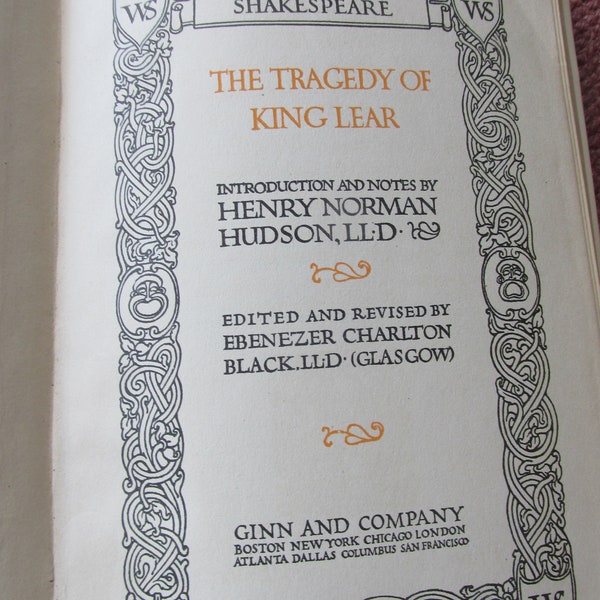 WS SHAKESPEARE WS
THE TRAGEDY OF
KING LEAR
INTRODUCTION AND NOTES BY
HENRY NORMAN
HUDSON, LL·D·
EDITED AND REVISED BY
EBENEZER CHARLTON
BLACK, LL·D· (GLASGOW)
GINN AND COMPANY
BOSTON NEW YORK CHICAGO LONDON
ATLANTA DALLAS COLUMBUS SAN FRANCISCO